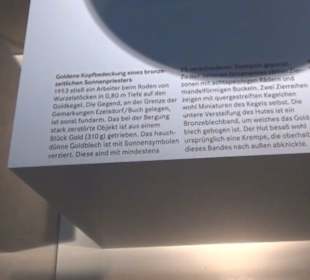 Goldene Kopfbedeckung eines bronze-
zeitlichen Sonnenpriesters
1953 stieß ein Arbeiter beim Roden von
Wurzelstöcken in 0,80 m Tiefe auf den
Goldkegel. Die Gegend, an der Grenze der
Gemarkungen Ezelsdorf/Buch gelegen,
ist sonst fundarm. Das bei der Bergung
stark zerstörte Objekt ist aus einem
Stück Gold (310 g) getrieben. Das hauch-
dünne Goldblech ist mit Sonnensymbolen
verziert. Diese sind mit mindestens
zonen mit achtspeichigen Rädern und
mandelförmigen Buckeln. Zwei Zierreihen
zeigen mit quergestreiften Kegelchen
wohl Miniaturen des Kegels selbst. Die
untere Versteifung des Hutes ist ein
Bronzeblechband, um welches das Gold-
blech gebogen ist. Der Hut besaß wohl
ursprünglich eine Krempe, die oberhalb
dieses Bandes nach außen abknickte.